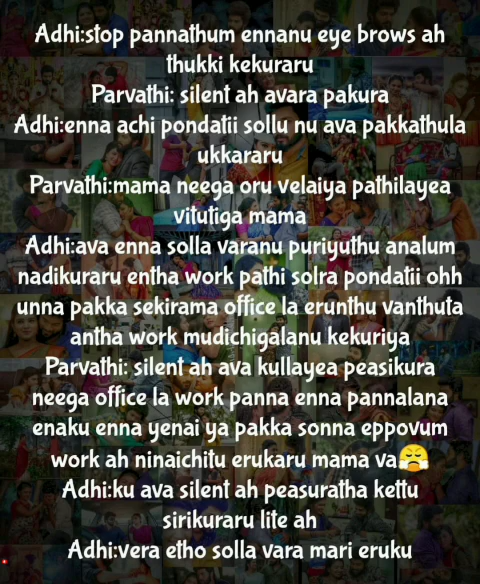 Adhi:stop pannathum ennanu eye brows ah
thukki kekuraru
Parvathi: silent ah avara pakura
Adhi:enna achi pondatii sollu nu ava pakkathula
ukkararu
Parvathi:mama neega oru velaiya pathilayea
vitutiga mama
Adhi:ava enna solla varanu puriyuthu analum
nadikuraru entha work pathi solra pondatii ohh
unna pakka sekirama office la erunthu vanthuta
antha work mudichigalanu kekuriya
Parvathi: silent ah ava kullayea peasikura
neega office la work panna enna pannalana
enaku enna yenai ya pakka sonna eppovum
work ah ninaichitu erukaru mama va😤
Adhi:ku ava silent ah peasuratha kettu
sirikuraru lite ah
Adhi:vera etho solla vara mari eruku